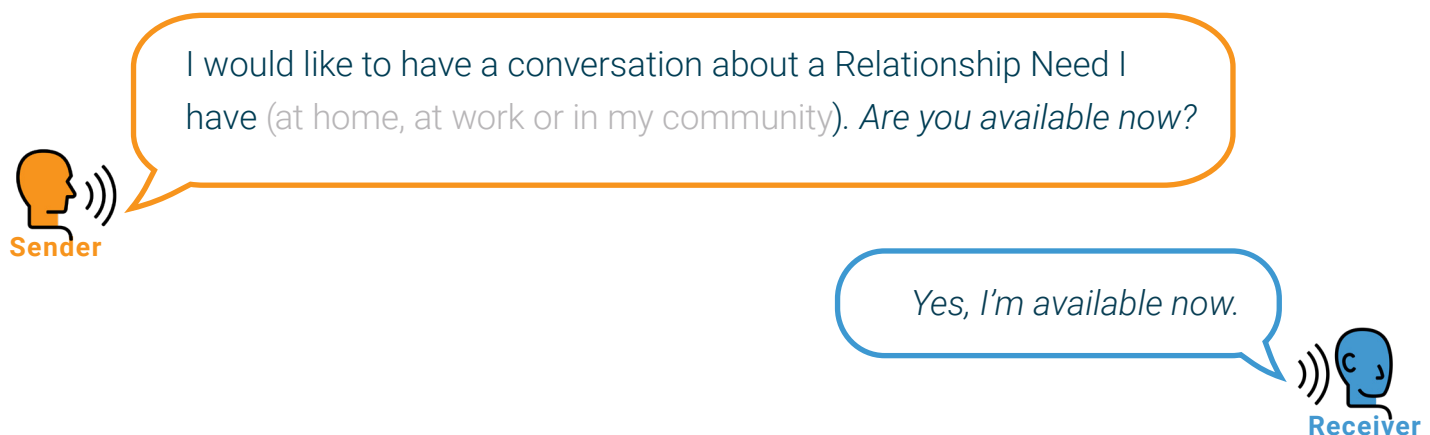 I would like to have a conversation about a Relationship Need I
have (at home, at work or in my community). Are you available now?
Sender
Yes, I’m available now.
Receiver